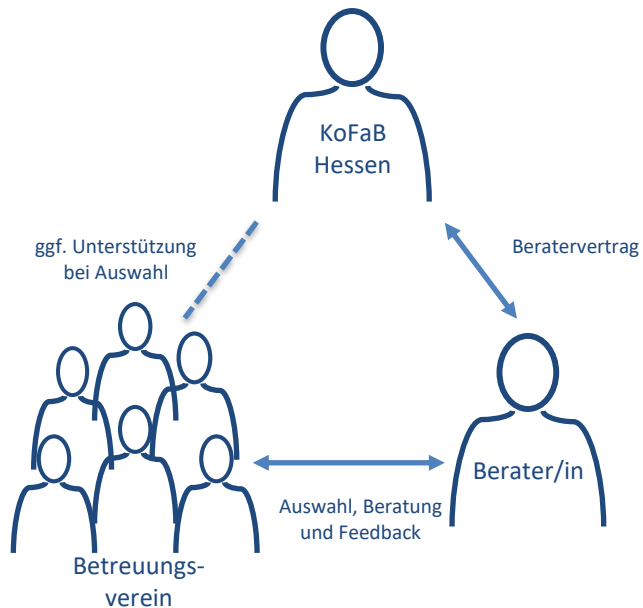 KoFaB
Hessen
ggf. Unterstützung
bei Auswahl
Beratervertrag
Berater/in
Auswahl, Beratung
und Feedback
Betreuungs-
verein